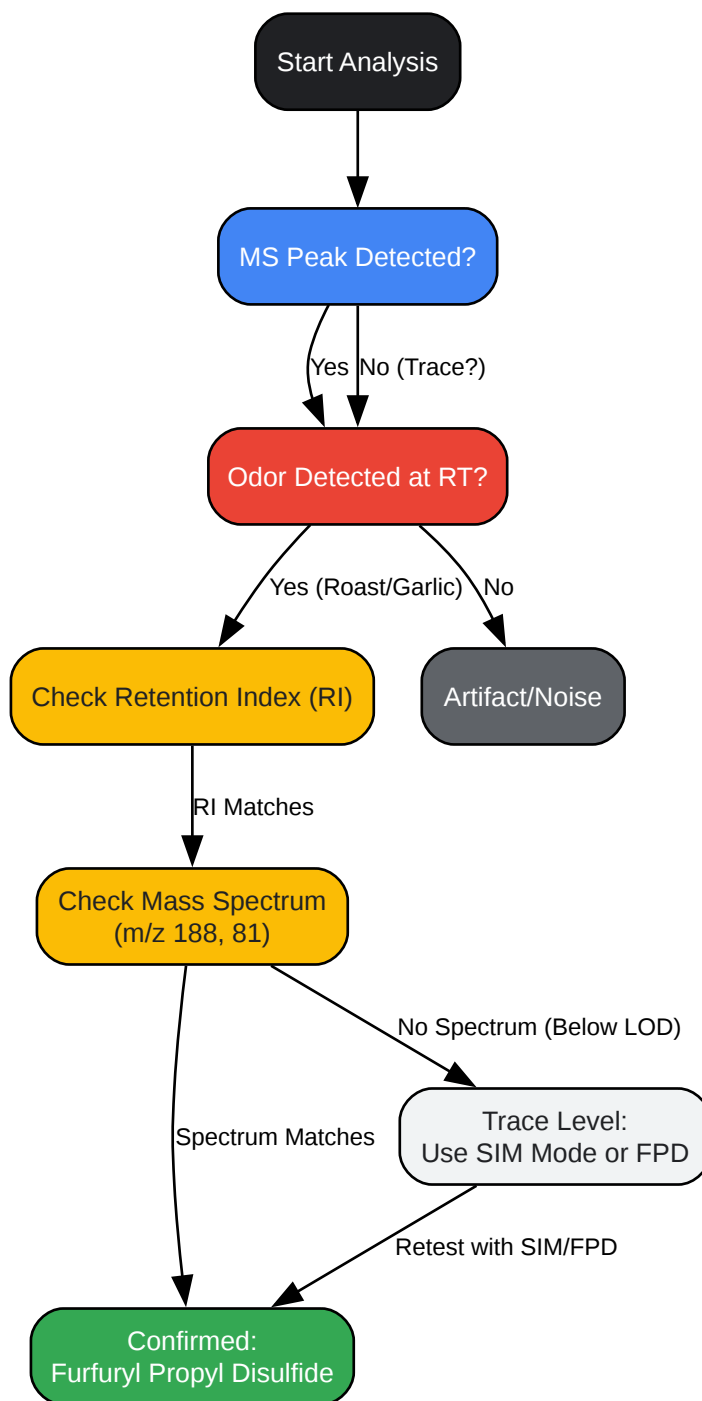 Start Analysis
MS Peak Detected?
Yes
No (Trace?)
Odor Detected at RT?
Yes (Roast/Garlic)
No
Check Retention Index (RI)
Artifact/Noise
RI Matches
Check Mass Spectrum
(m/z 188, 81)
No Spectrum (Below LOD)
Spectrum Matches
Trace Level:
Use SIM Mode or FPD
Retest with SIM/FPD
Confirmed:
Furfuryl Propyl Disulfide